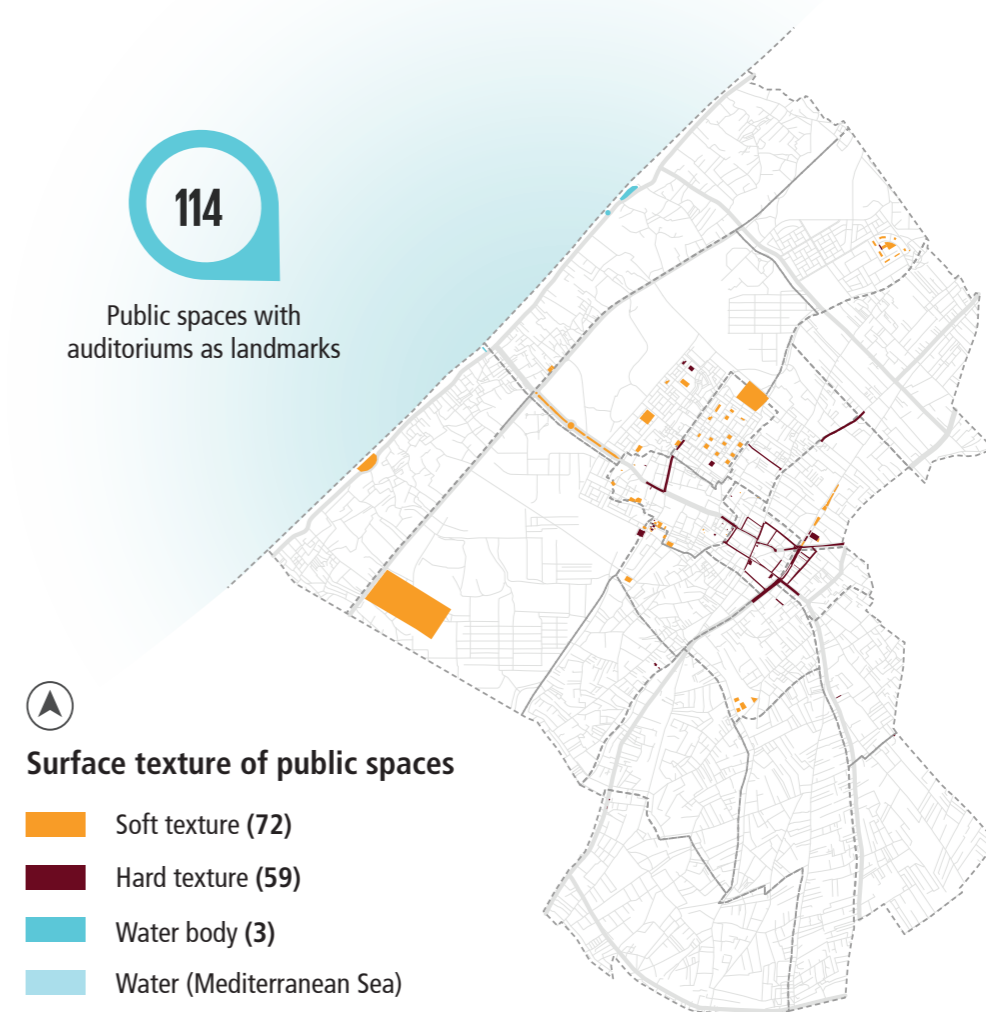 114
Public spaces with
auditoriums as landmarks
Surface texture of public spaces
Soft texture (72)
Hard texture (59)
Water body (3)
Water (Mediterranean Sea)